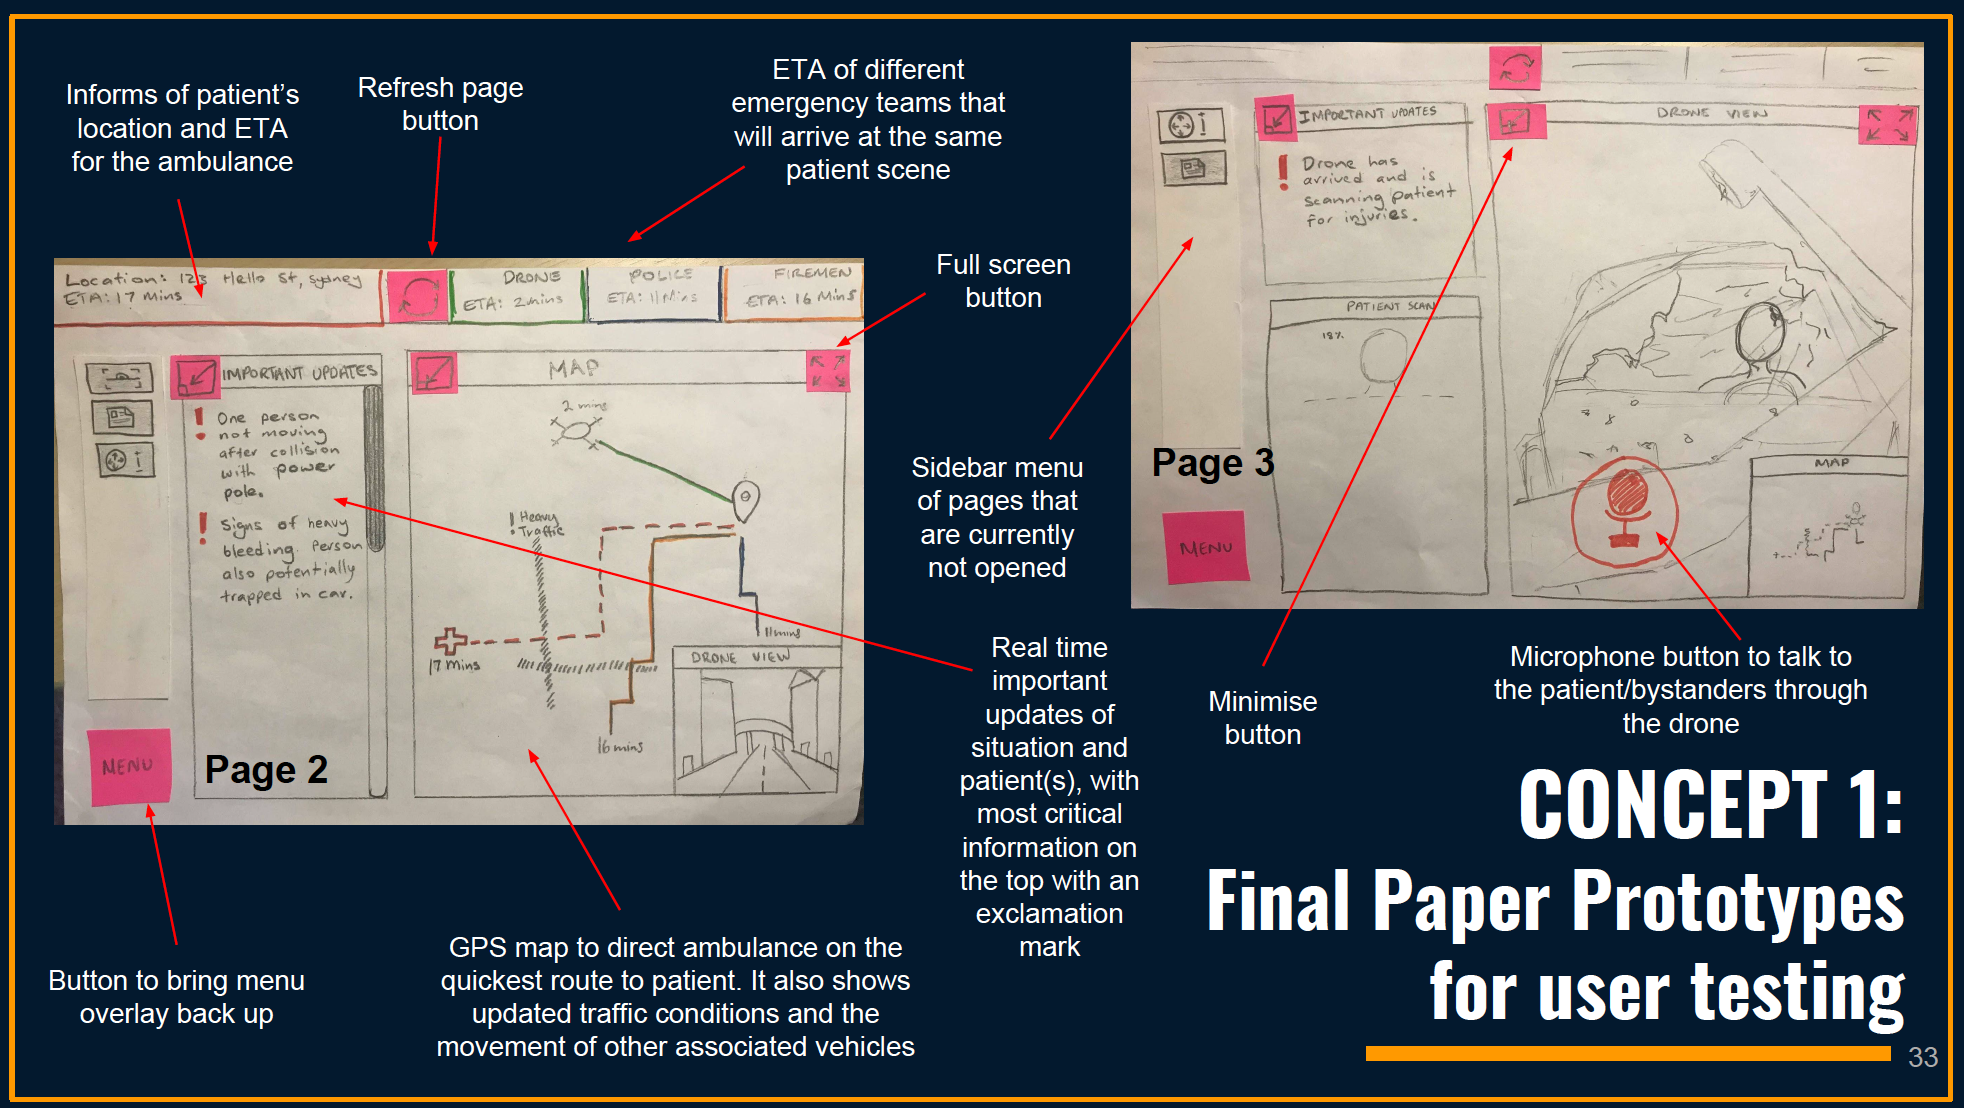 Informs of patient's
location and ETA
for the ambulance
Refresh page
button
ETA of different
emergency teams that
will arrive at the same
patient scene
Full screen
button
Location: 123 Hello St, Sydney
ETA: 17 mins
DRONE
ETA: 2mins
POLICE
ETA: 11 Mins
FIREMEN
ETA: 16 Mins
IMPORTANT UPDATES
! One person
not moving
after collision
with power
pole.
! Signs of heavy
bleeding. Person
also potentially
trapped in car.
MENU
Page 2
MAP
2 mins
! Heavy
Traffic
17 mins
11mins
16 mins
DRONE VIEW
IMPORTANT UPDATES
! Drone has
arrived and is
scanning patient
for injuries.
PATIENT SCAN
18%
DRONE VIEW
MAP
Page 3
MENU
Sidebar menu
of pages that
are currently
not opened
Real time
important
updates of
situation and
patient(s), with
most critical
information on
the top with an
exclamation
mark
Minimise
button
Microphone button to talk to
the patient/bystanders through
the drone
Button to bring menu
overlay back up
GPS map to direct ambulance on the
quickest route to patient. It also shows
updated traffic conditions and the
movement of other associated vehicles
CONCEPT 1:
Final Paper Prototypes
for user testing
33